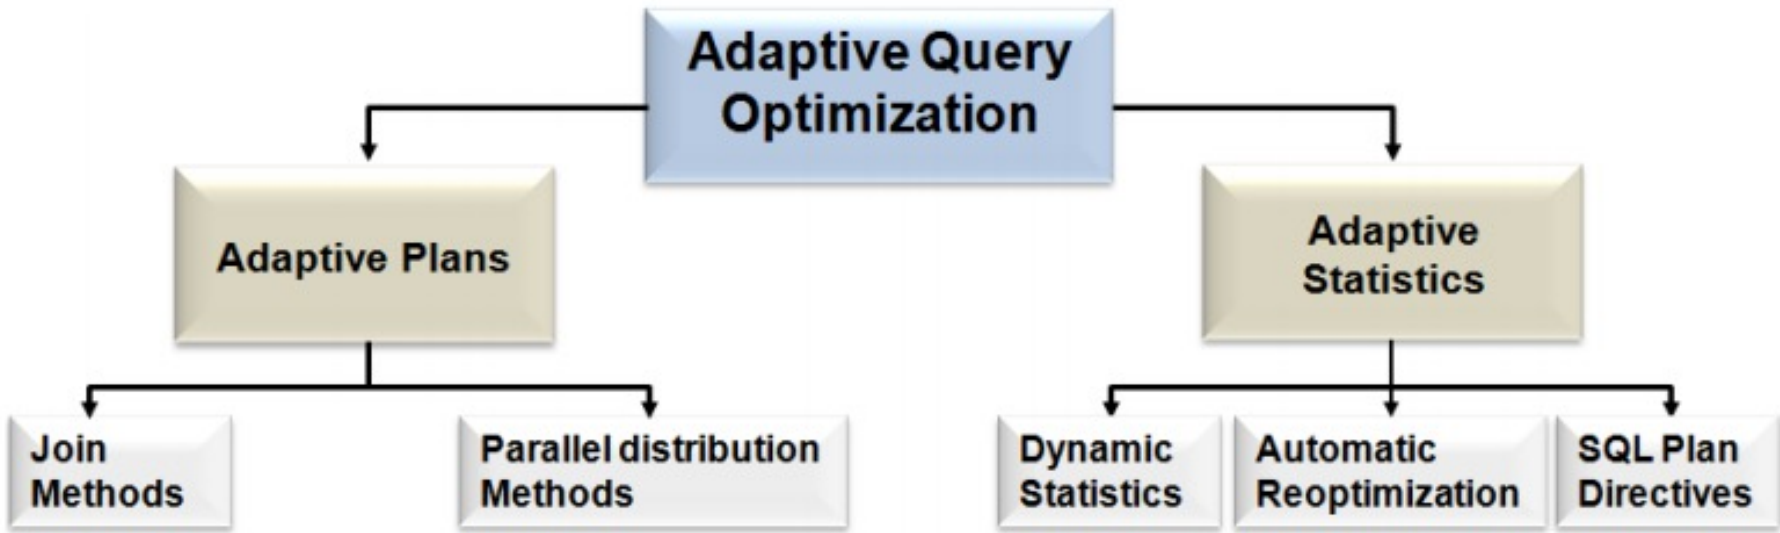 Adaptive Query
Optimization
Adaptive Plans
Adaptive
Statistics
Join
Methods
Parallel distribution
Methods
Dynamic
Statistics
Automatic
Reoptimization
SQL Plan
Directives